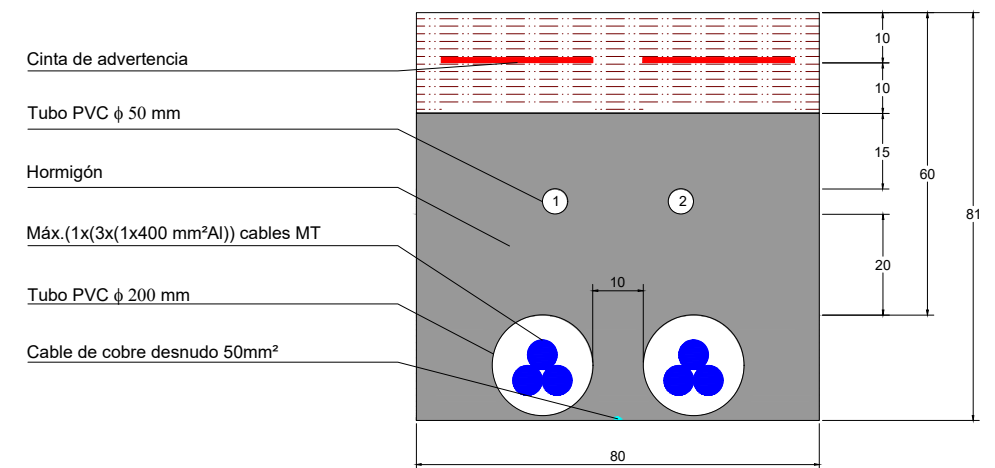 Cinta de advertencia
Tubo PVC ϕ 50 mm
Hormigón
Máx.(1x(3x(1x400 mm²Al)) cables MT
Tubo PVC ϕ 200 mm
Cable de cobre desnudo 50mm²
1
2
10
10
10
15
20
60
81
80